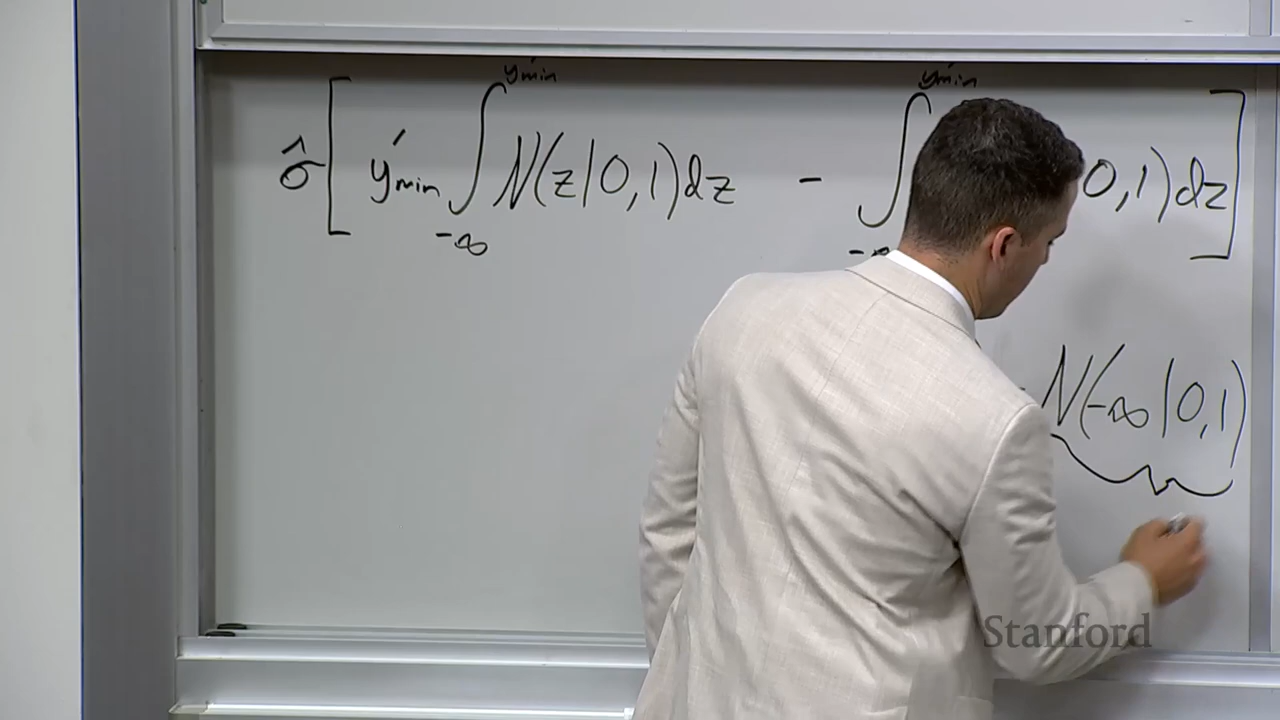 y'min y'min
σ̂ [ y'min ∫ N(z|0,1)dz - ∫ 0,1)dz ]
-∞ -∞
N(-∞|0,1)
Stanford